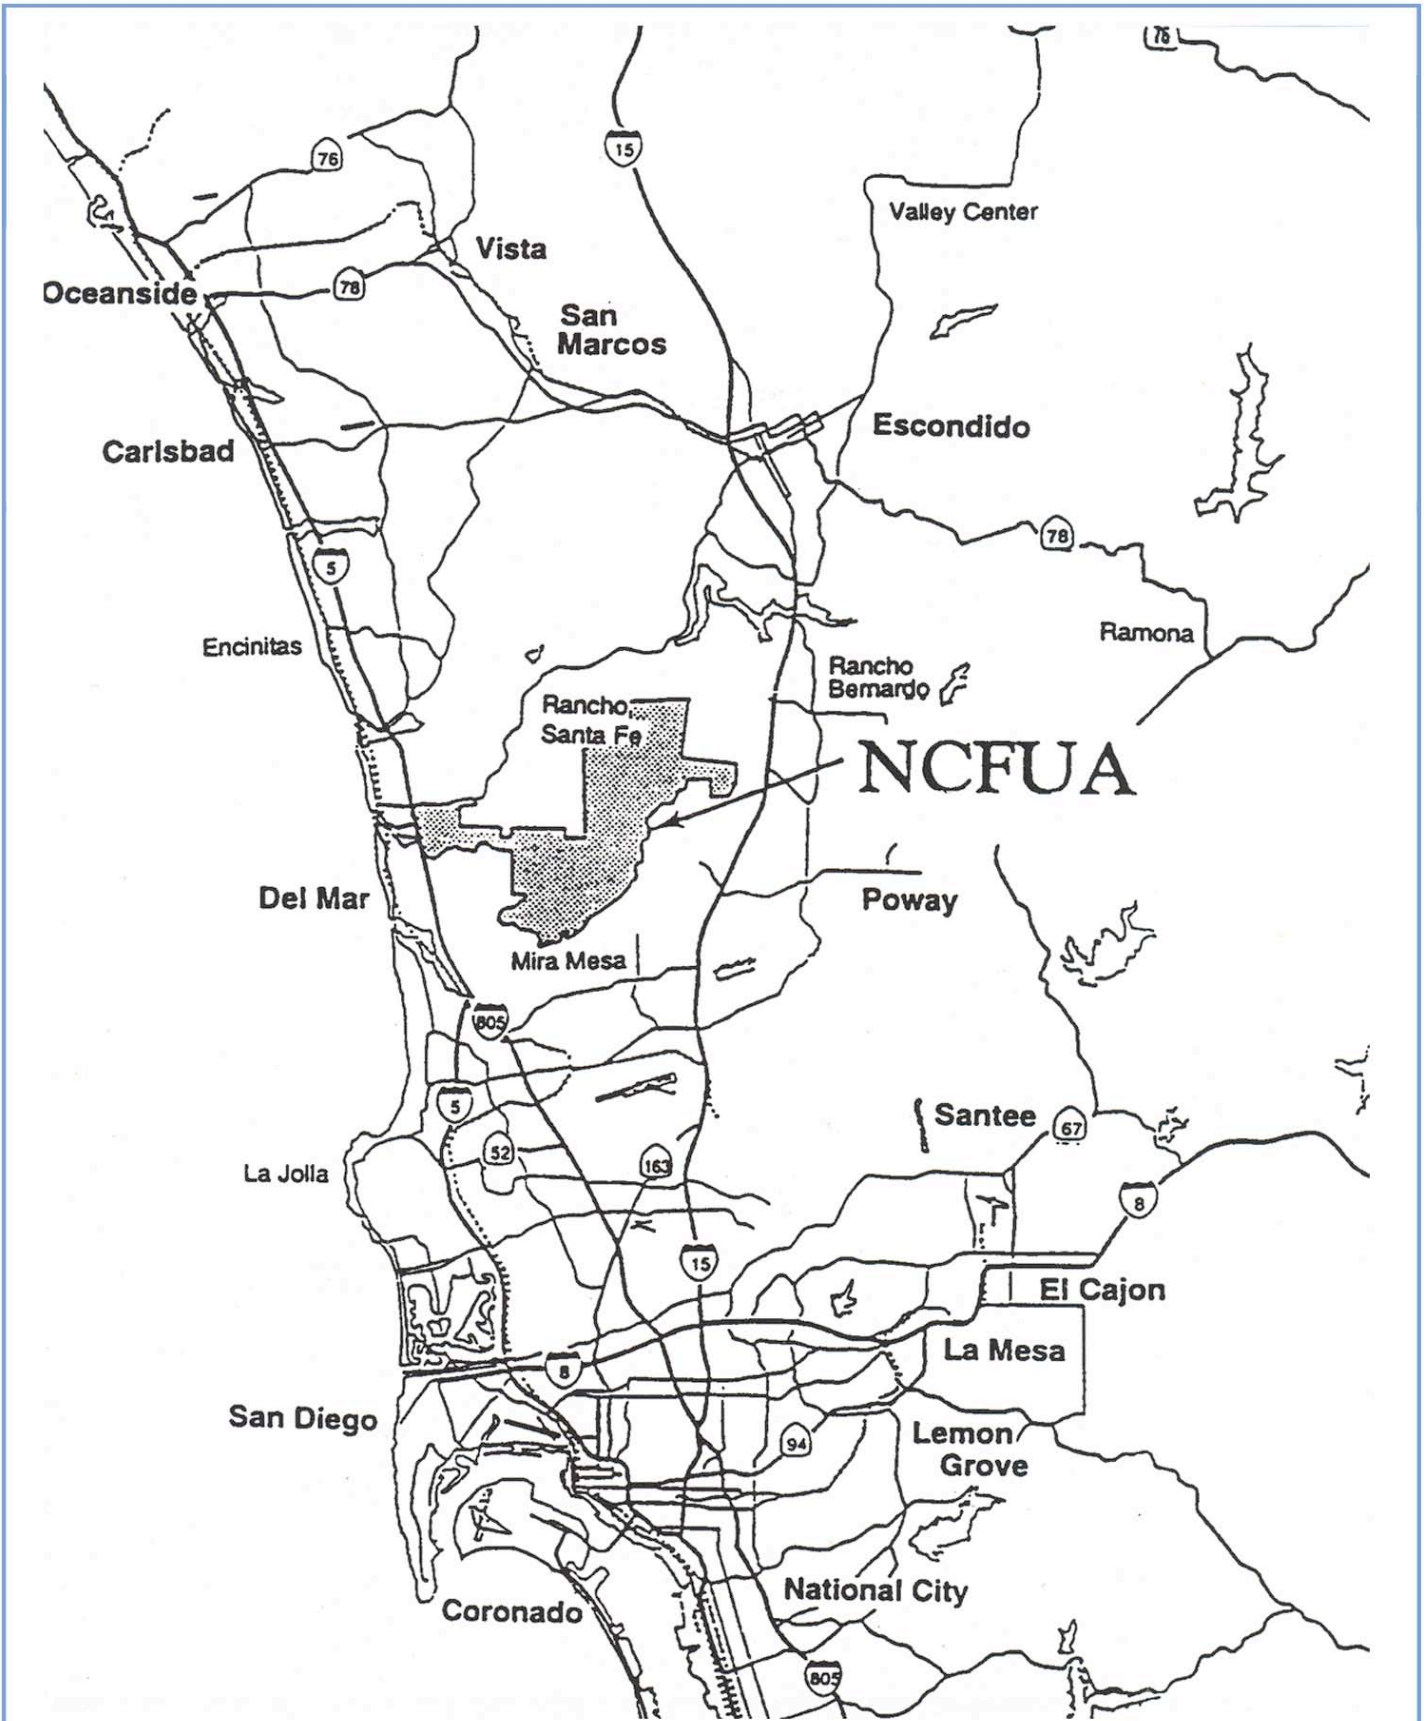 76
76
15
Valley Center
Vista
78
Oceanside
San
Marcos
Escondido
Carlsbad
78
5
Ramona
Encinitas
Rancho
Bernardo
Rancho
Santa Fe
NCFUA
Del Mar
Poway
Mira Mesa
805
5
Santee
67
52
163
La Jolla
8
15
El Cajon
La Mesa
8
San Diego
94
Lemon
Grove
National City
Coronado
805